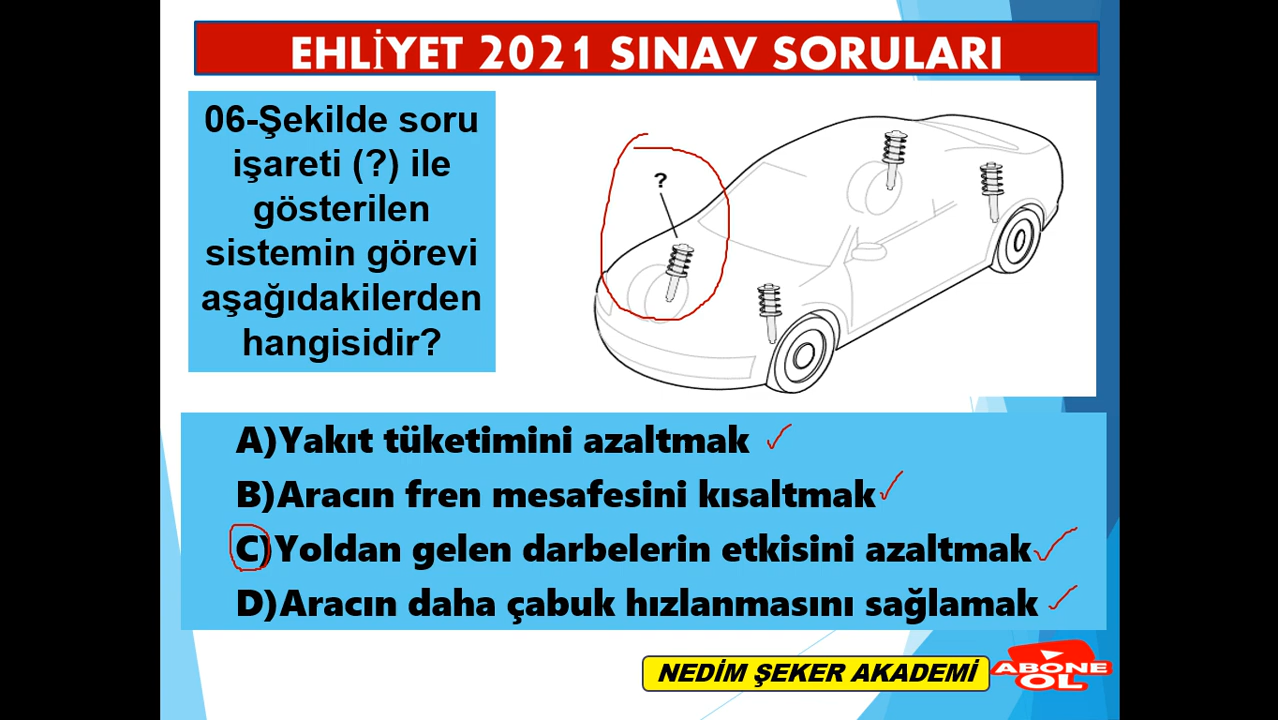 EHLİYET 2021 SINAV SORULARI
06-Şekilde soru
işareti (?) ile
gösterilen
sistemin görevi
aşağıdakilerden
hangisidir?
?
A)Yakıt tüketimini azaltmak
B)Aracın fren mesafesini kısaltmak
C)Yoldan gelen darbelerin etkisini azaltmak
D)Aracın daha çabuk hızlanmasını sağlamak
NEDİM ŞEKER AKADEMİ
ABONE
OL